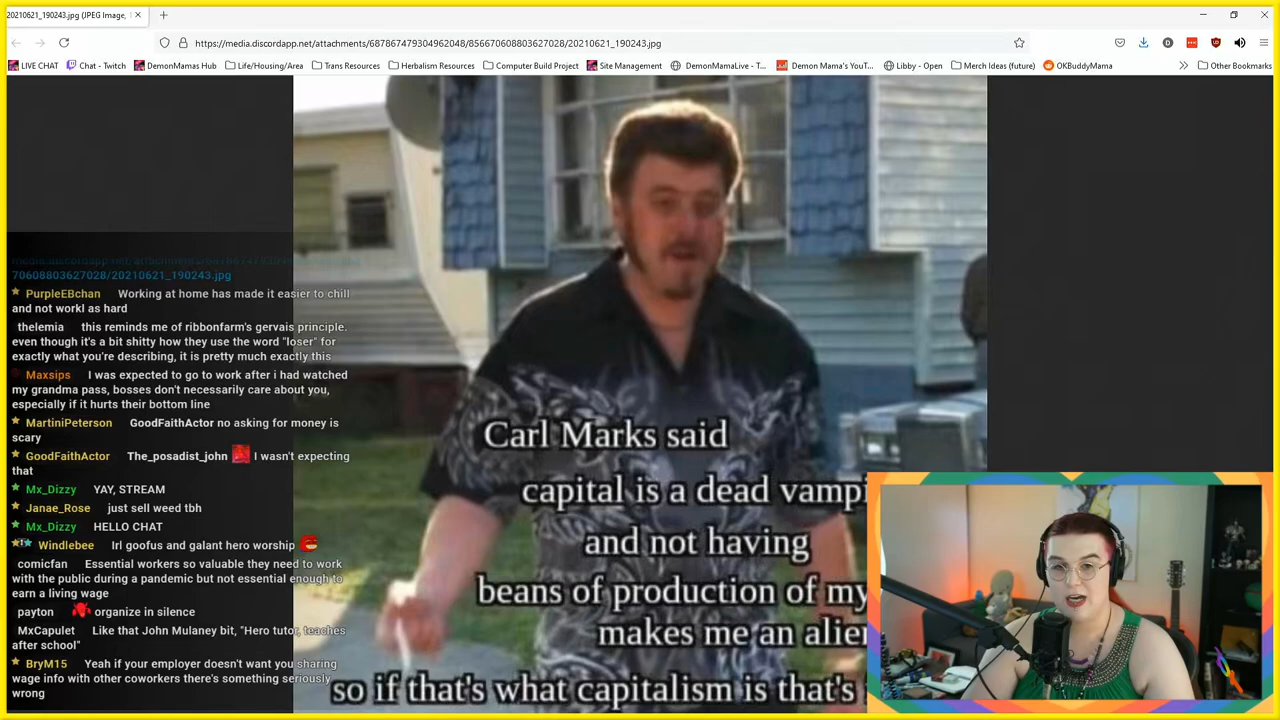 20210621_190243.jpg (JPEG Image, 1
https://media.discordapp.net/attachments/687867479304962048/856670608803627028/20210621_190243.jpg
LIVE CHAT Chat - Twitch DemonMamas Hub Life/Housing/Area Trans Resources Herbalism Resources Computer Build Project Site Management DemonMamaLive - T... Demon Mama's YouT... Libby - Open Merch Ideas (future) OKBuddyMama Other Bookmarks
70608803627028/20210621_190243.jpg
PurpleEBchan Working at home has made it easier to chill
and not workl as hard
thelemia this reminds me of ribbonfarm's gervais principle.
even though it's a bit shitty how they use the word "loser" for
exactly what you're describing, it is pretty much exactly this
Maxsips I was expected to go to work after i had watched
my grandma pass, bosses don't necessarily care about you,
especially if it hurts their bottom line
MartiniPeterson GoodFaithActor no asking for money is
scary
GoodFaithActor The_posadist_john I wasn't expecting
that
Mx_Dizzy YAY, STREAM
Janae_Rose just sell weed tbh
Mx_Dizzy HELLO CHAT
Windlebee Irl goofus and galant hero worship
comicfan Essential workers so valuable they need to work
with the public during a pandemic but not essential enough to
earn a living wage
payton organize in silence
MxCapulet Like that John Mulaney bit, "Hero tutor, teaches
after school"
BryM15 Yeah if your employer doesn't want you sharing
wage info with other coworkers there's something seriously
wrong
Carl Marks said
capital is a dead vampi
and not having
beans of production of my
makes me an alien
so if that's what capitalism is that's